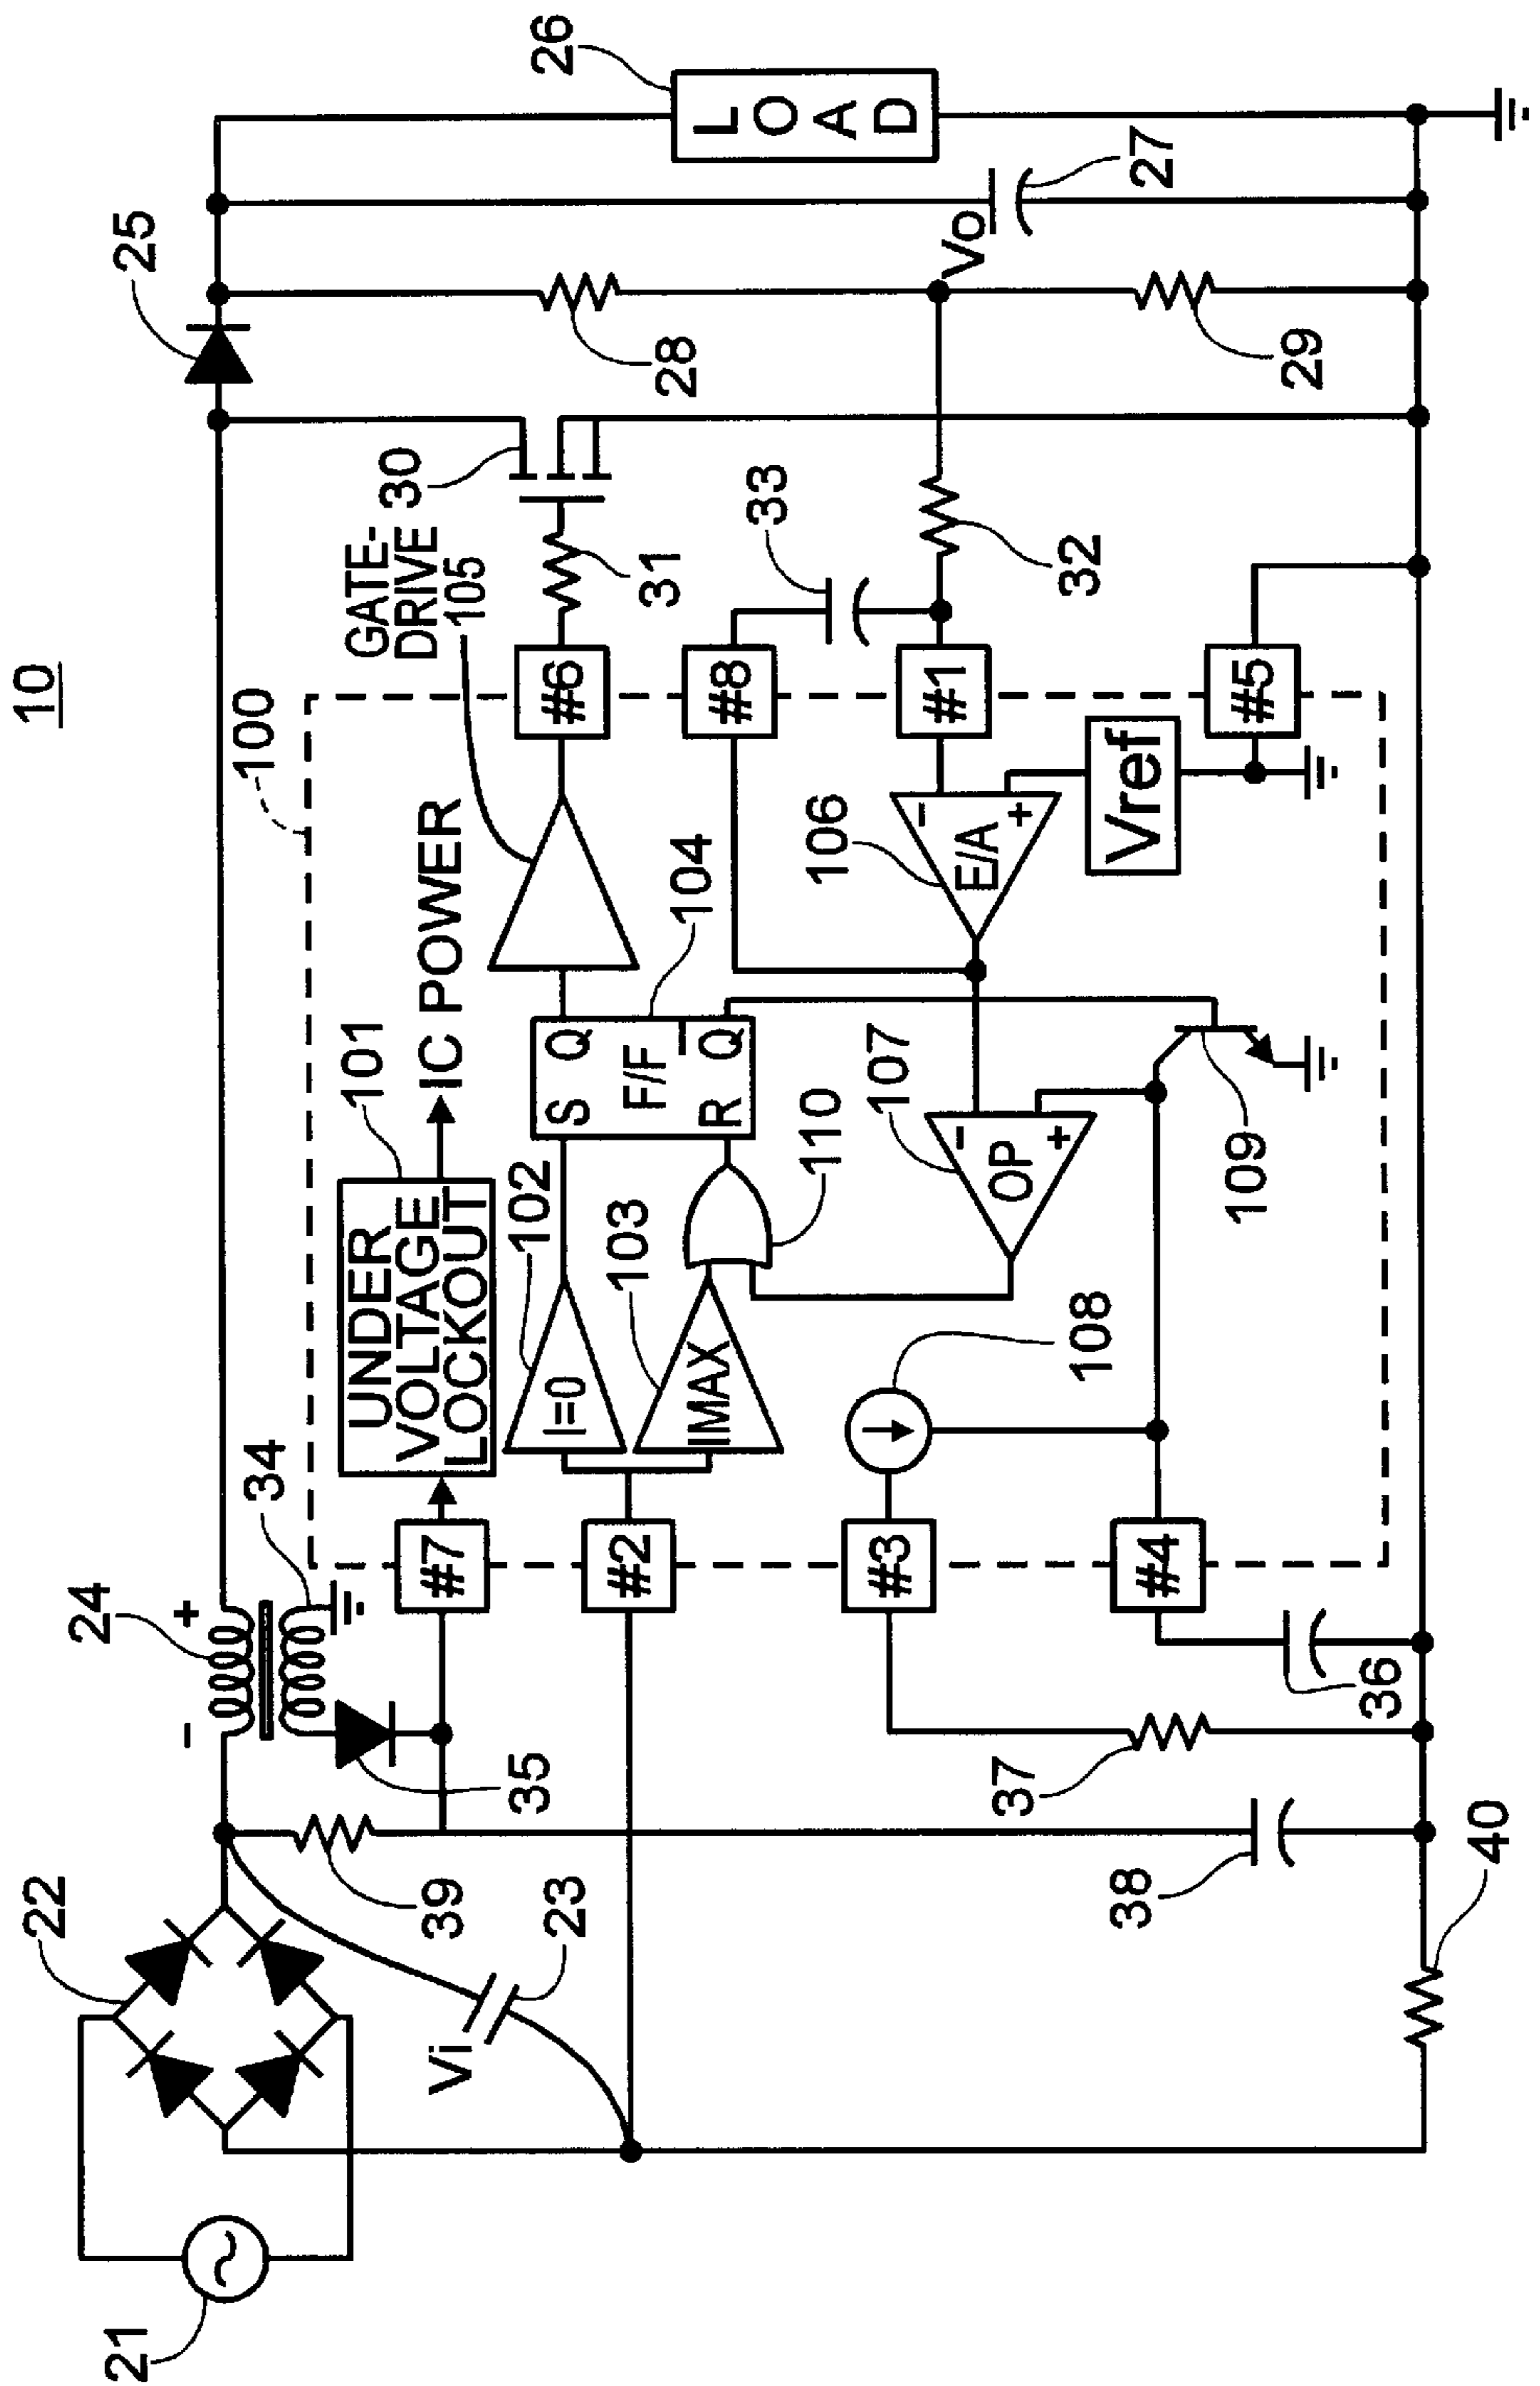 10
21
22
Vi
23
24
- +
34
35
39
38
40
37
36
100
#7
#2
#3
#4
UNDER
VOLTAGE
LOCKOUT
101
IC POWER
I=0
102
IMAX
103
108
110
S Q
F/F
R Q̅
104
107
- OP +
109
106
- E/A +
Vref
GATE-
DRIVE
105
#6
#8
#1
#5
31
30
33
32
25
28
29
Vo
27
26
LOAD